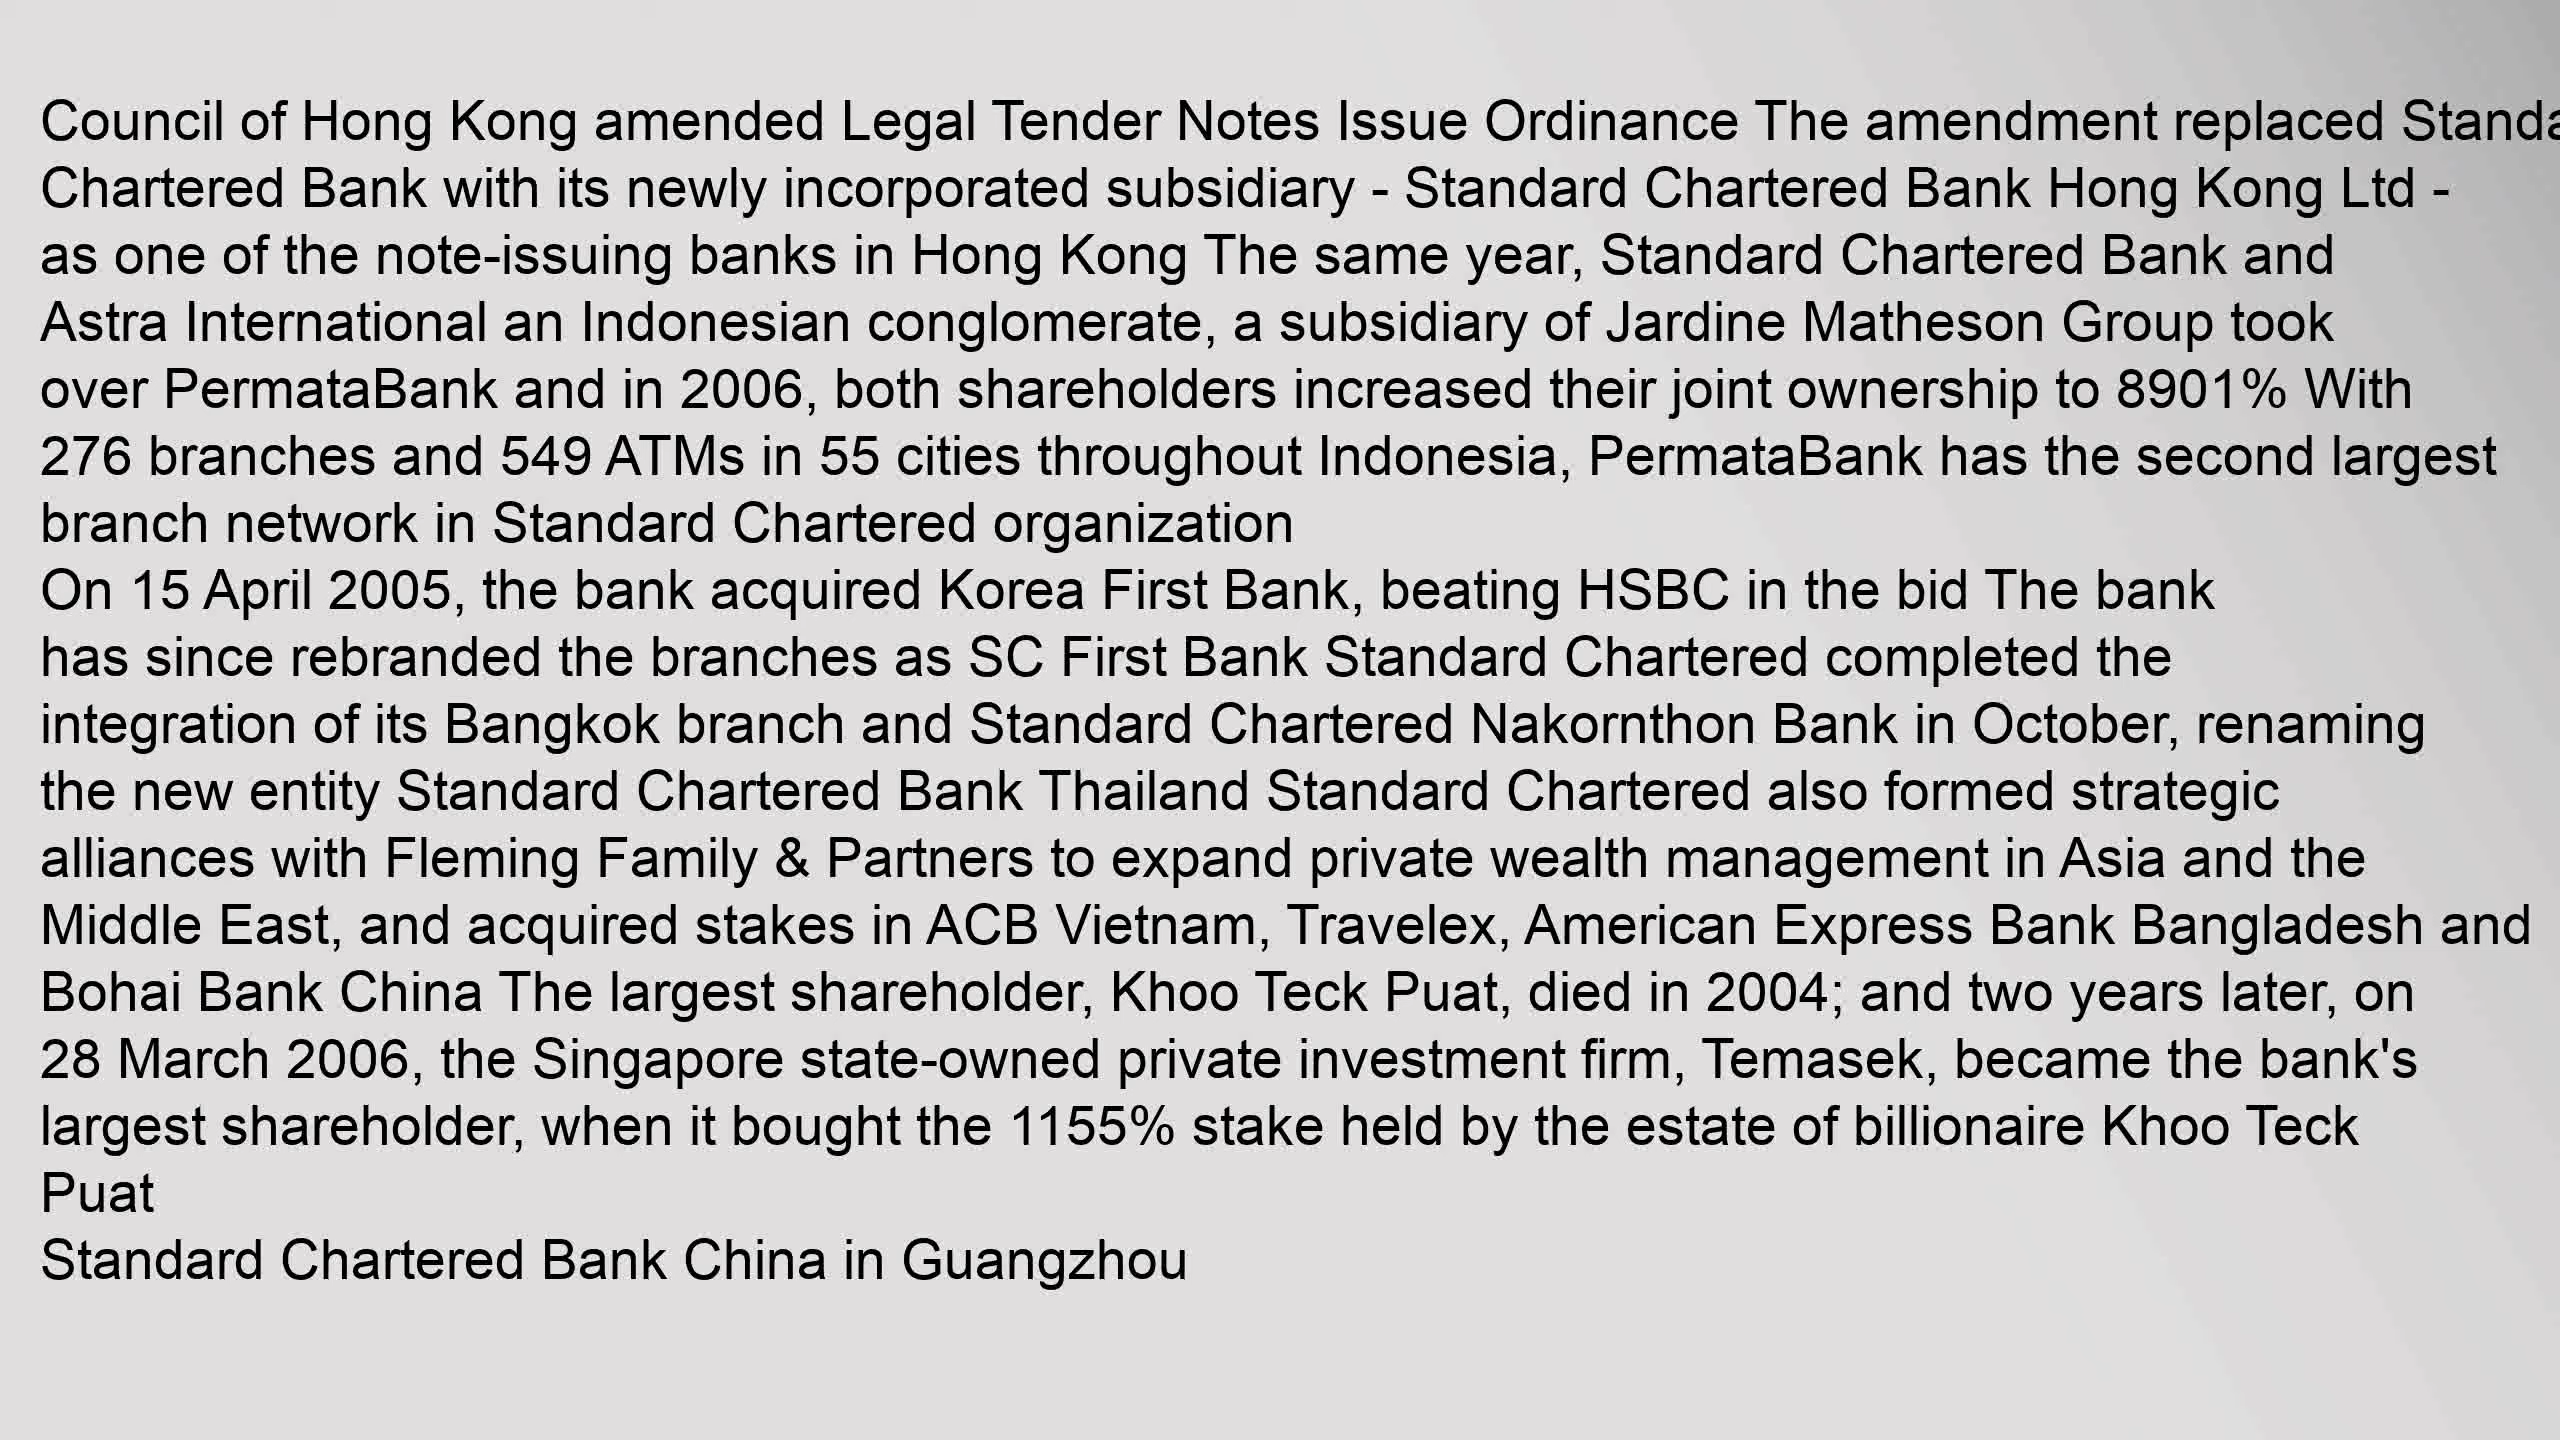 Council of Hong Kong amended Legal Tender Notes Issue Ordinance The amendment replaced
Chartered Bank with its newly incorporated subsidiary - Standard Chartered Bank Hong Kong Ltd -
as one of the note-issuing banks in Hong Kong The same year, Standard Chartered Bank and
Astra International an Indonesian conglomerate, a subsidiary of Jardine Matheson Group took
over PermataBank and in 2006, both shareholders increased their joint ownership to 8901% With
276 branches and 549 ATMs in 55 cities throughout Indonesia, PermataBank has the second largest
branch network in Standard Chartered organization
On 15 April 2005, the bank acquired Korea First Bank, beating HSBC in the bid The bank
has since rebranded the branches as SC First Bank Standard Chartered completed the
integration of its Bangkok branch and Standard Chartered Nakornthon Bank in October, renaming
the new entity Standard Chartered Bank Thailand Standard Chartered also formed strategic
alliances with Fleming Family & Partners to expand private wealth management in Asia and the
Middle East, and acquired stakes in ACB Vietnam, Travelex, American Express Bank Bangladesh and
Bohai Bank China The largest shareholder, Khoo Teck Puat, died in 2004; and two years later, on
28 March 2006, the Singapore state-owned private investment firm, Temasek, became the bank's
largest shareholder, when it bought the 1155% stake held by the estate of billionaire Khoo Teck
Puat
Standard Chartered Bank China in Guangzhou